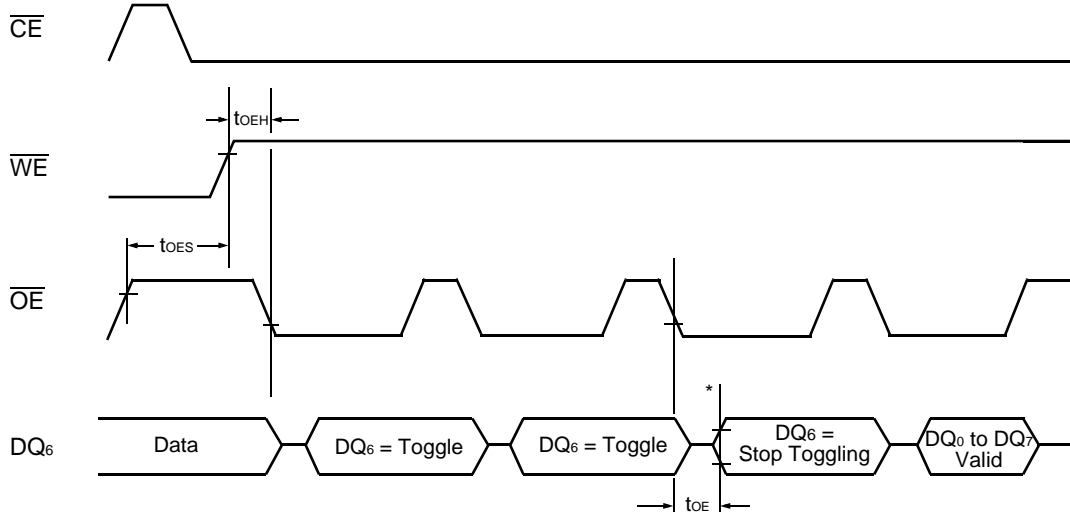 CE
tOEH
WE
tOES
OE
*
DQ6
Data
DQ6 = Toggle
DQ6 = Toggle
DQ6 =
Stop Toggling
DQ0 to DQ7
Valid
tOE